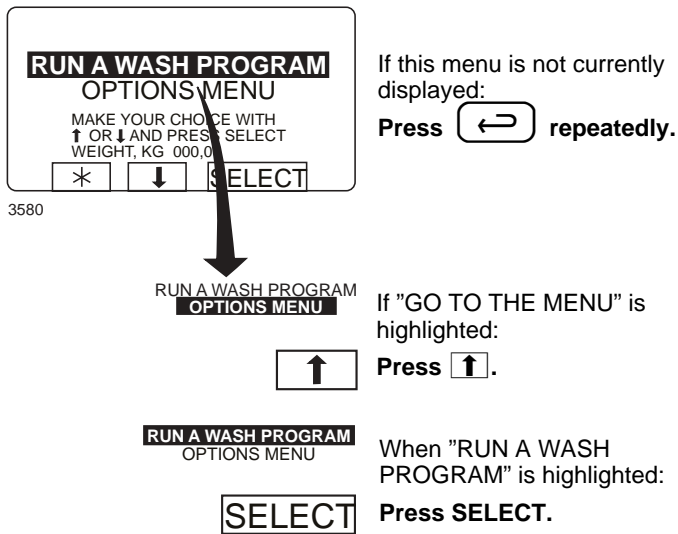 RUN A WASH PROGRAM
OPTIONS MENU
MAKE YOUR CHOICE WITH
↑ OR ↓ AND PRESS SELECT
WEIGHT, KG 000,0
* ↓ SELECT
3580
If this menu is not currently
displayed:
Press ↩ repeatedly.
RUN A WASH PROGRAM
OPTIONS MENU
If ”GO TO THE MENU” is
highlighted:
↑
Press ↑.
RUN A WASH PROGRAM
OPTIONS MENU
When ”RUN A WASH
PROGRAM” is highlighted:
SELECT
Press SELECT.